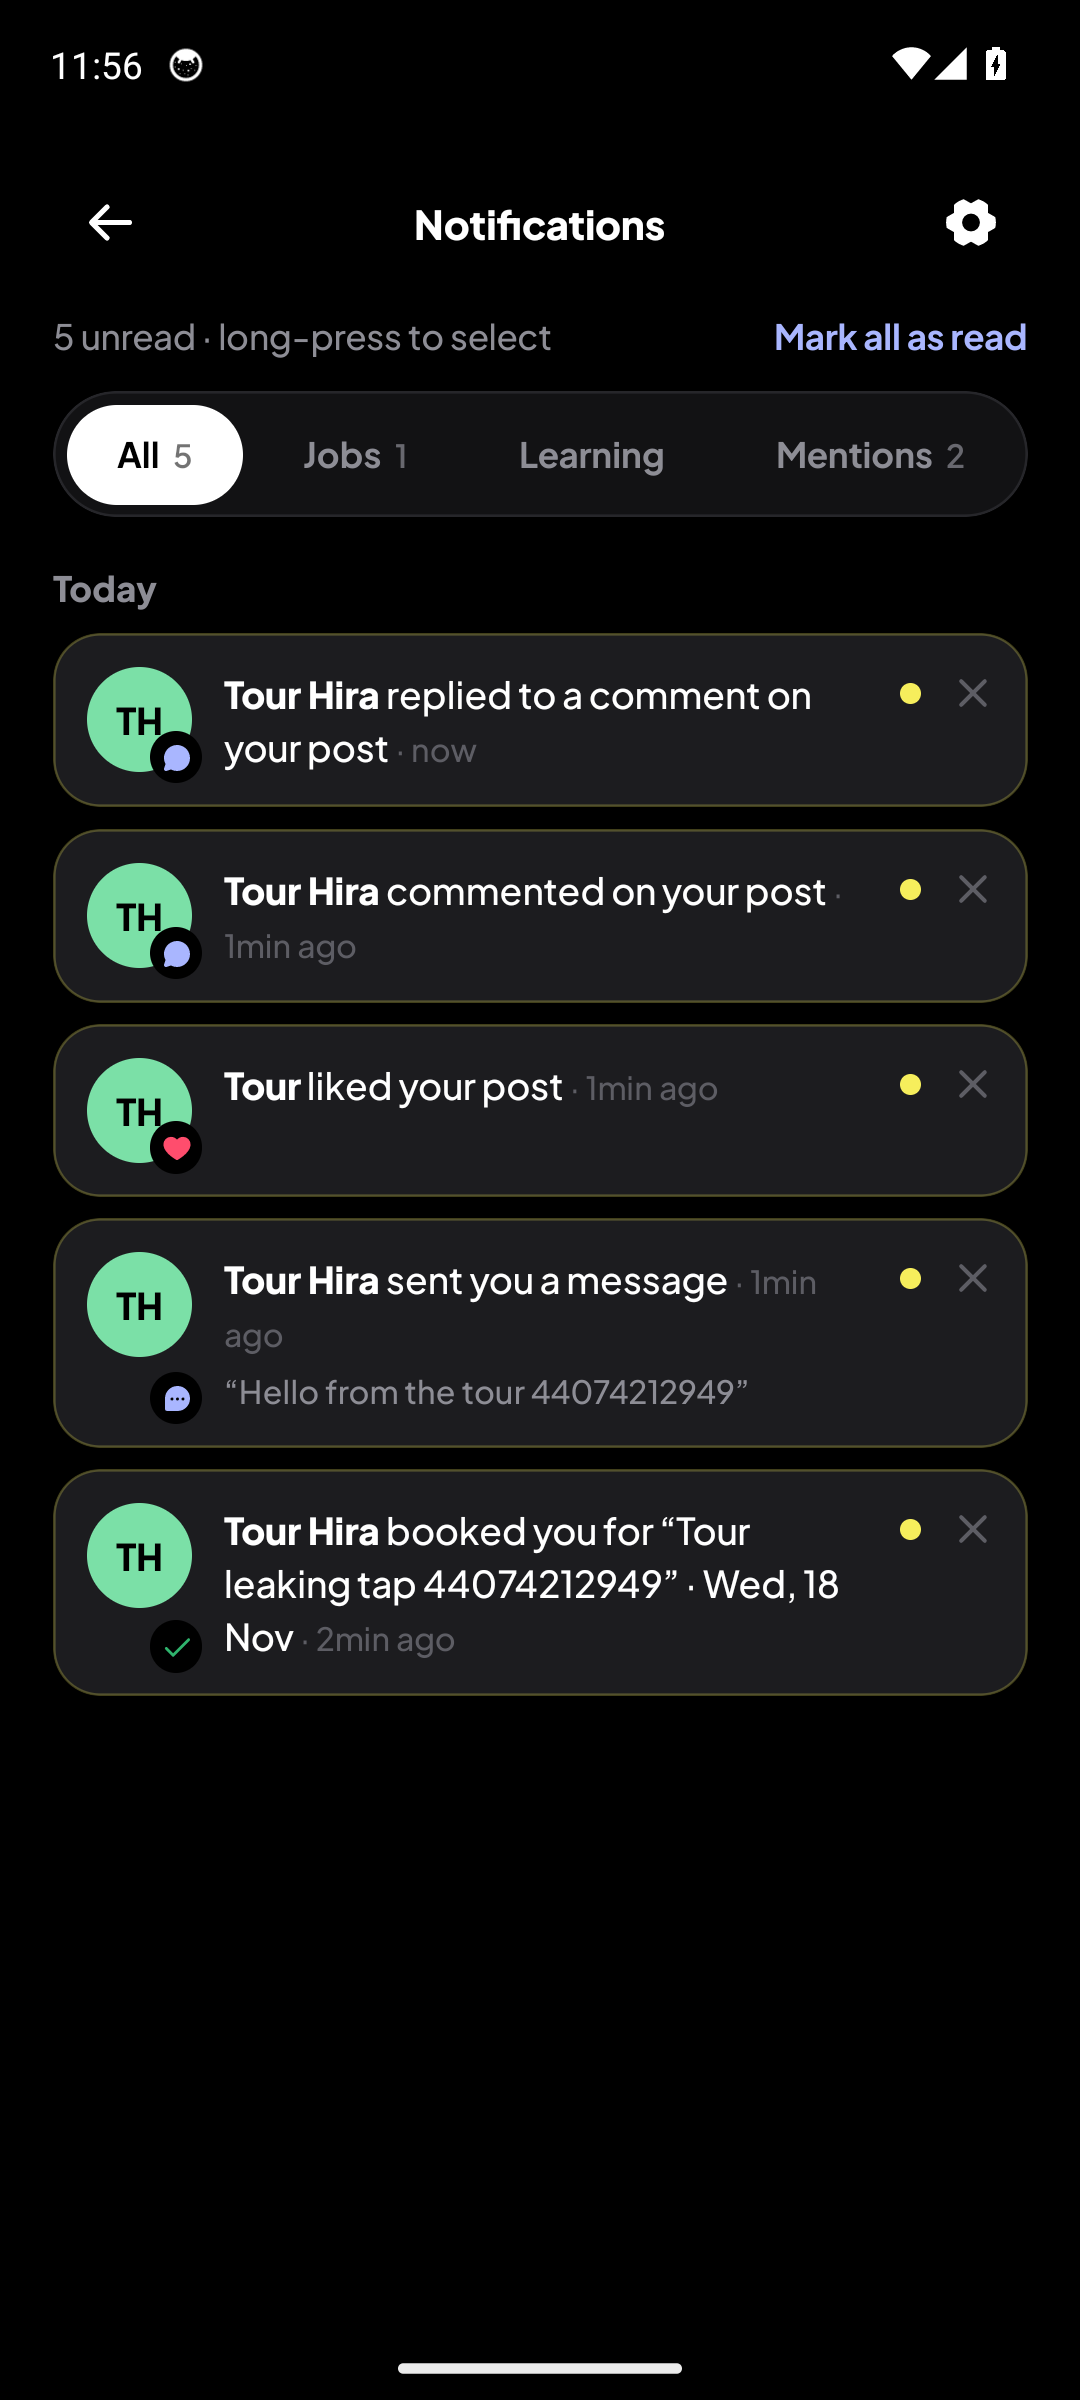 11:56
Notifications
5 unread · long-press to select
Mark all as read
All 5
Jobs 1
Learning
Mentions 2
Today
TH
Tour Hira replied to a comment on
your post · now
TH
Tour Hira commented on your post ·
1min ago
TH
Tour liked your post · 1min ago
TH
Tour Hira sent you a message · 1min
ago
“Hello from the tour 44074212949”
TH
Tour Hira booked you for “Tour
leaking tap 44074212949” · Wed, 18
Nov · 2min ago